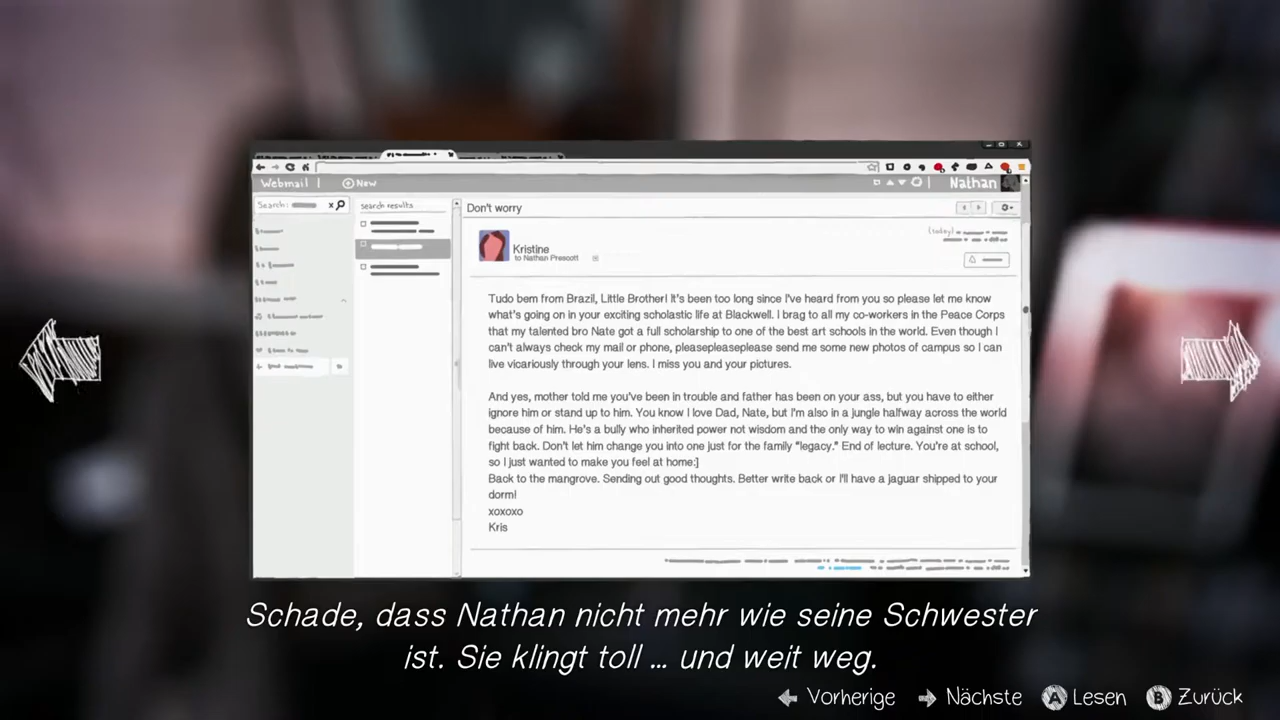 Webmail | New
Nathan
Search:
x
search results
Don't worry
Kristine
to Nathan Prescott
(today)
Tudo bem from Brazil, Little Brother! It's been too long since I've heard from you so please let me know
what's going on in your exciting scholastic life at Blackwell. I brag to all my co-workers in the Peace Corps
that my talented bro Nate got a full scholarship to one of the best art schools in the world. Even though I
can't always check my mail or phone, pleasepleaseplease send me some new photos of campus so I can
live vicariously through your lens. I miss you and your pictures.
And yes, mother told me you've been in trouble and father has been on your ass, but you have to either
ignore him or stand up to him. You know I love Dad, Nate, but I'm also in a jungle halfway across the world
because of him. He's a bully who inherited power not wisdom and the only way to win against one is to
fight back. Don't let him change you into one just for the family “legacy.” End of lecture. You're at school,
so I just wanted to make you feel at home:]
Back to the mangrove. Sending out good thoughts. Better write back or I'll have a jaguar shipped to your
dorm!
xoxoxo
Kris
Schade, dass Nathan nicht mehr wie seine Schwester
ist. Sie klingt toll ... und weit weg.
Vorherige Nächste A Lesen B Zurück